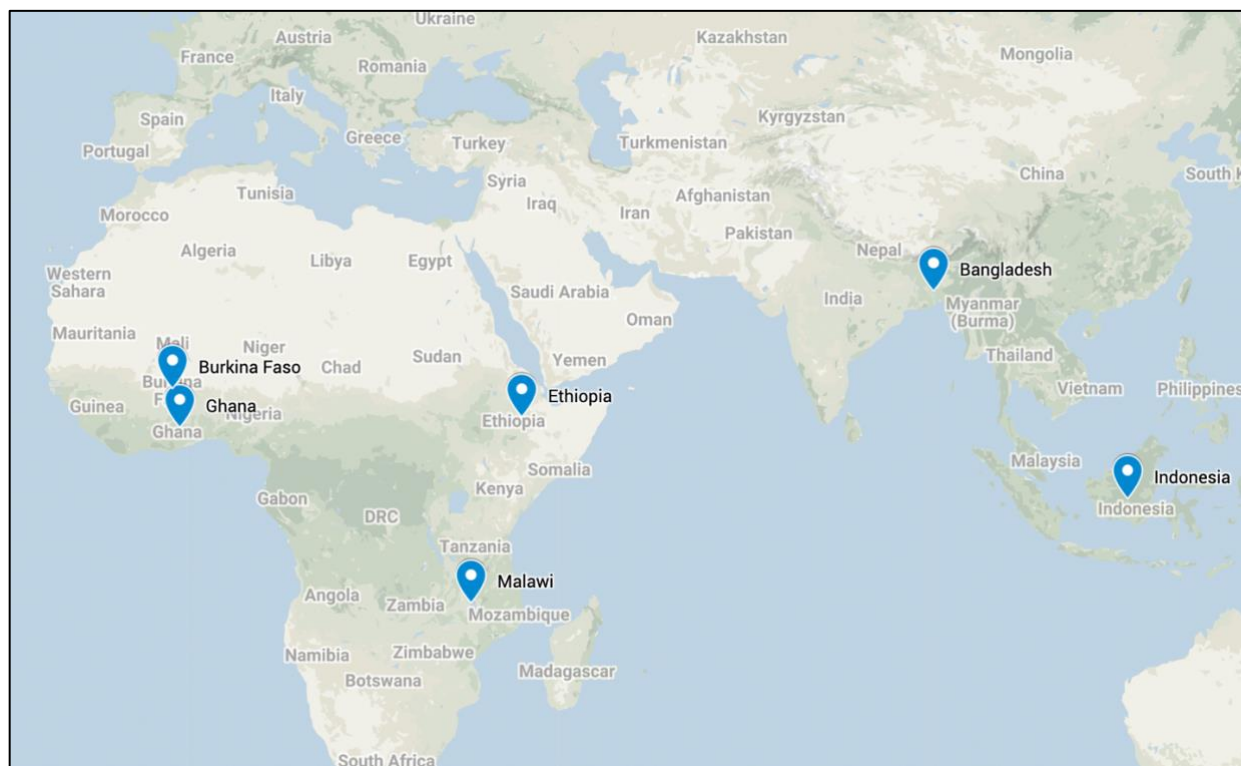 Ukraine
Austria
Kazakhstan
France
Mongolia
Romania
Italy
Spain
Kyrgyzstan
Greece
Turkey
Turkmenistan
Portugal
China
South K
Syria
Tunisia
Afghanistan
Iraq
Iran
Morocco
Pakistan
Algeria
Libya
Egypt
Nepal
Western
Sahara
Bangladesh
Saudi Arabia
India
Myanmar
(Burma)
Oman
Mauritania
Mali
Niger
Sudan
Yemen
Thailand
Chad
Burkina Faso
Burkina
F
Vietnam
Philippines
Ethiopia
Guinea
Ghana
Nigeria
Ghana
Ethiopia
Somalia
Malaysia
Indonesia
Kenya
Gabon
Indonesia
DRC
Tanzania
Malawi
Angola
Zambia
Mozambique
Zimbabwe
Namibia
Madagascar
Botswana
South Africa